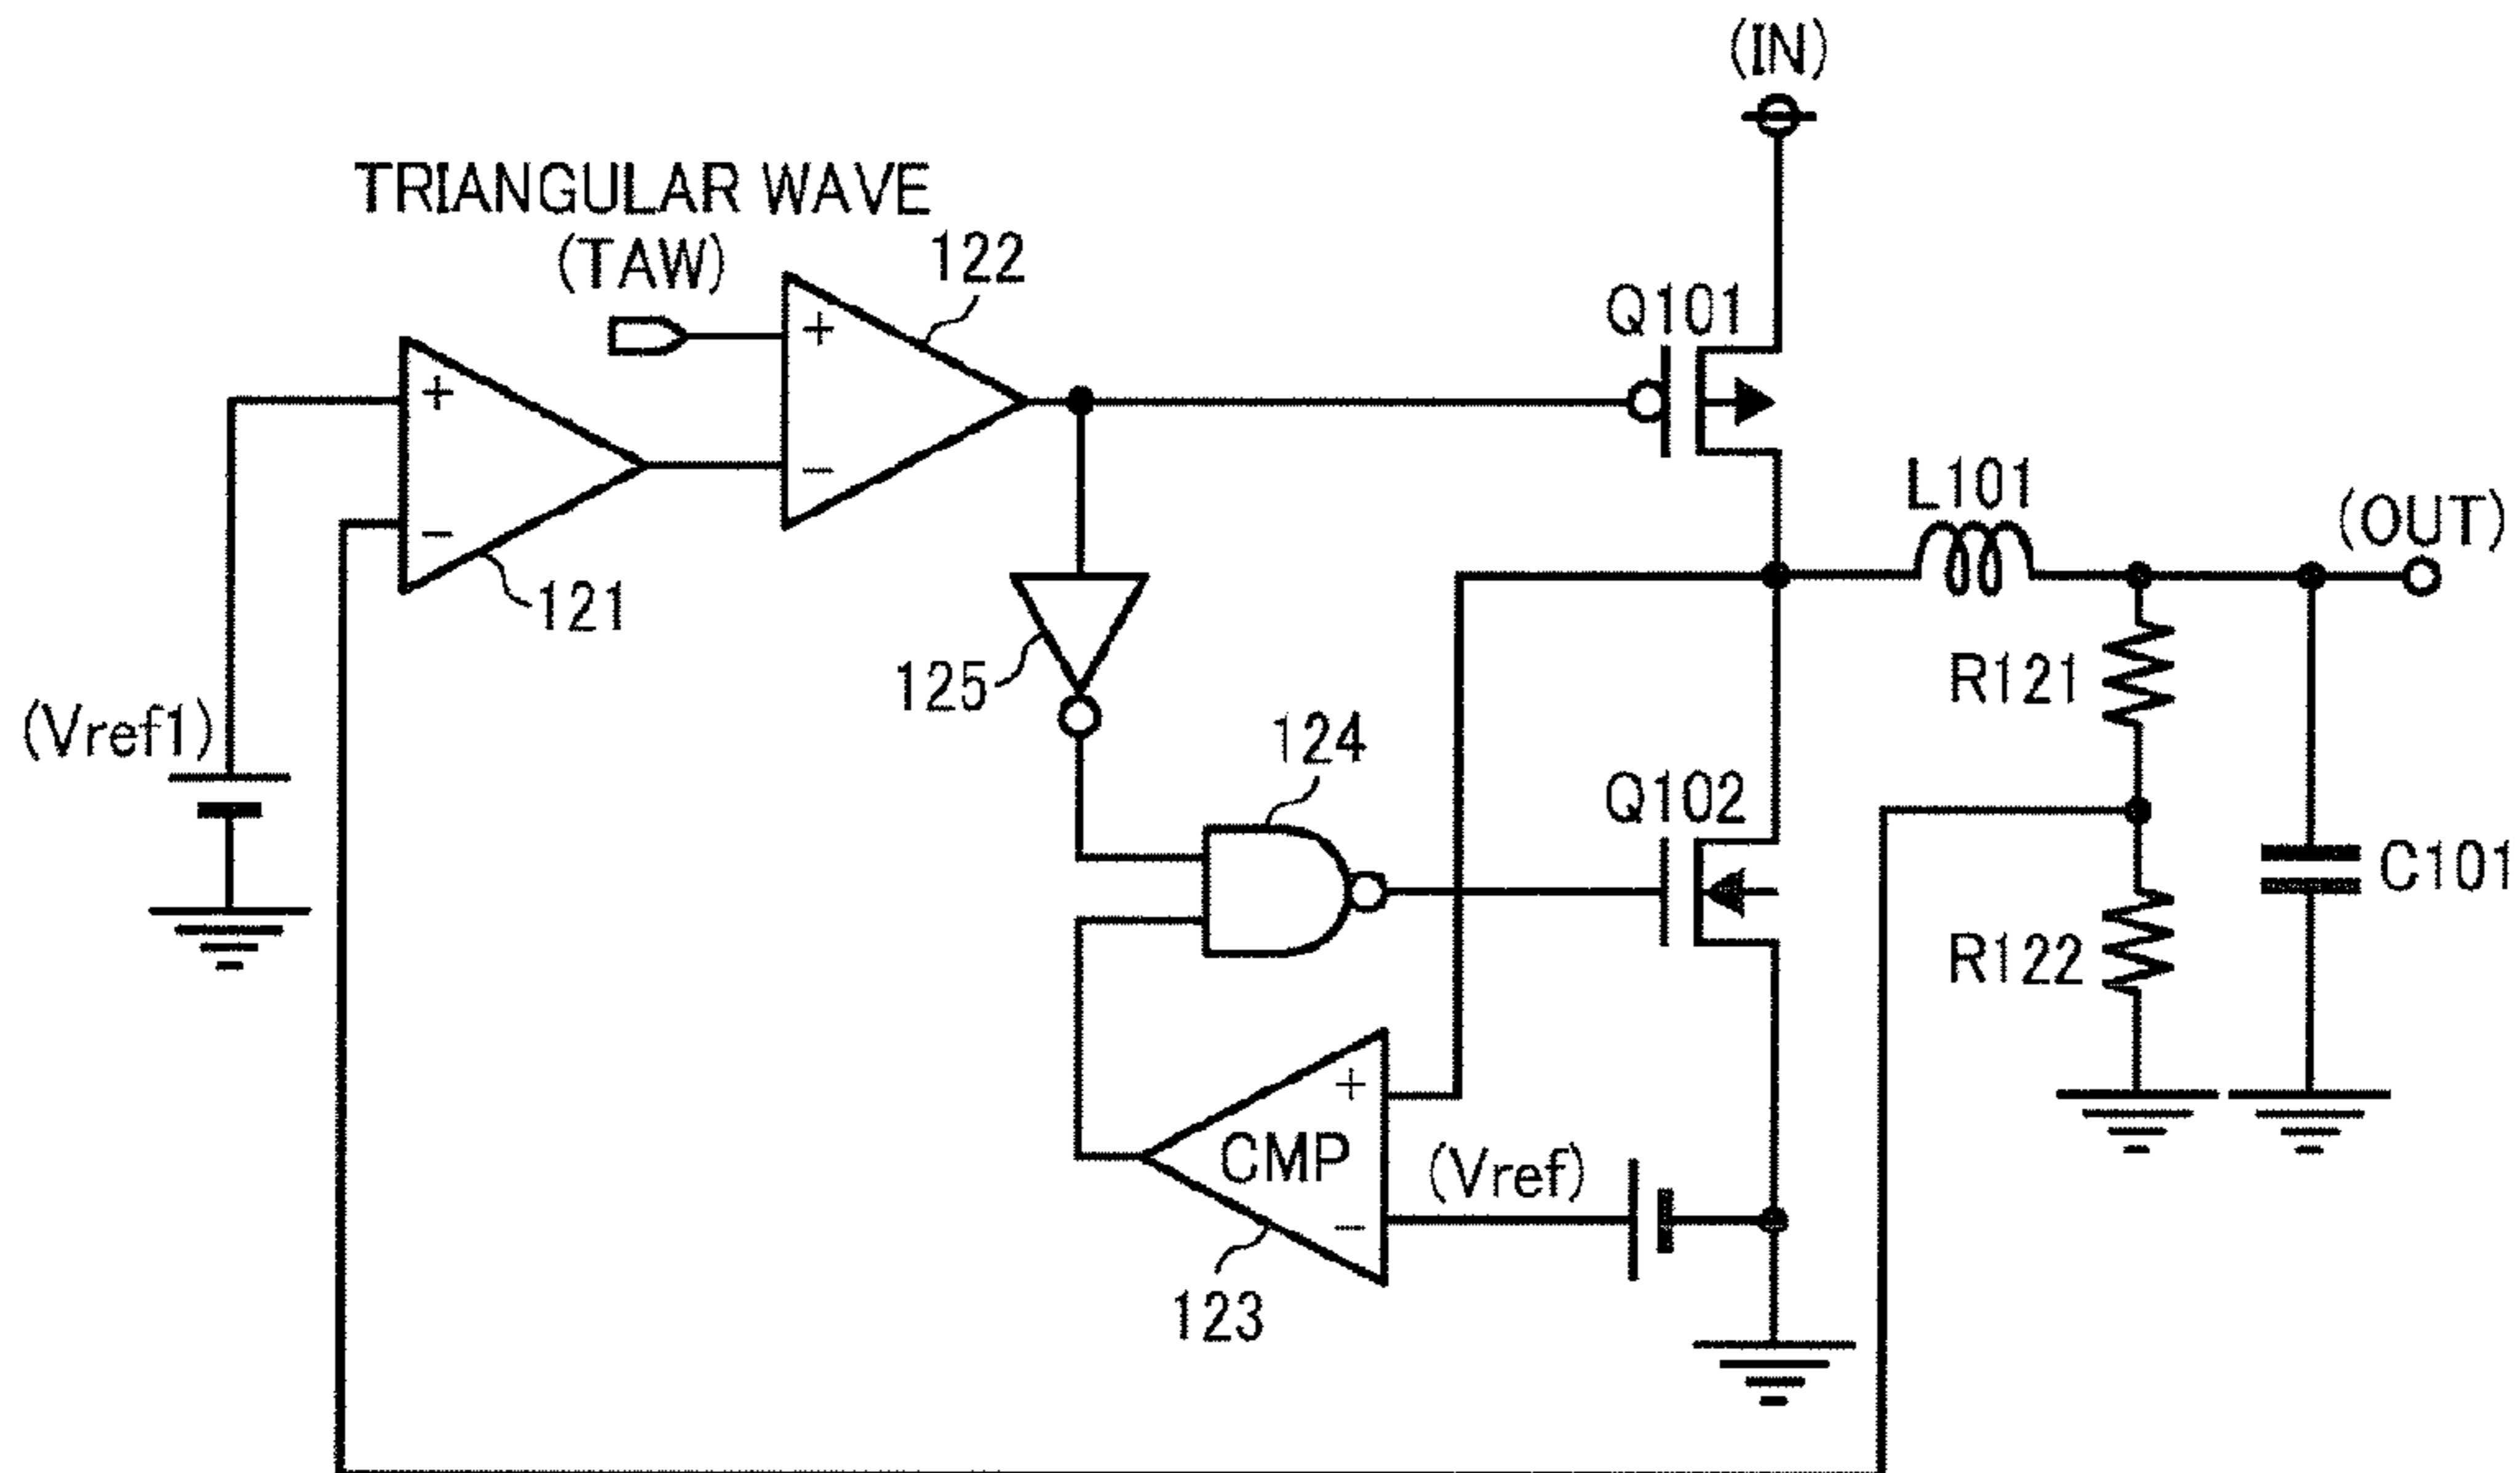 (IN)
TRIANGULAR WAVE
(TAW)
122
Q101
+
+
−
L101
(OUT)
−
121
125
R121
(Vref1)
124
Q102
C101
R122
+
CMP
(Vref)
−
123